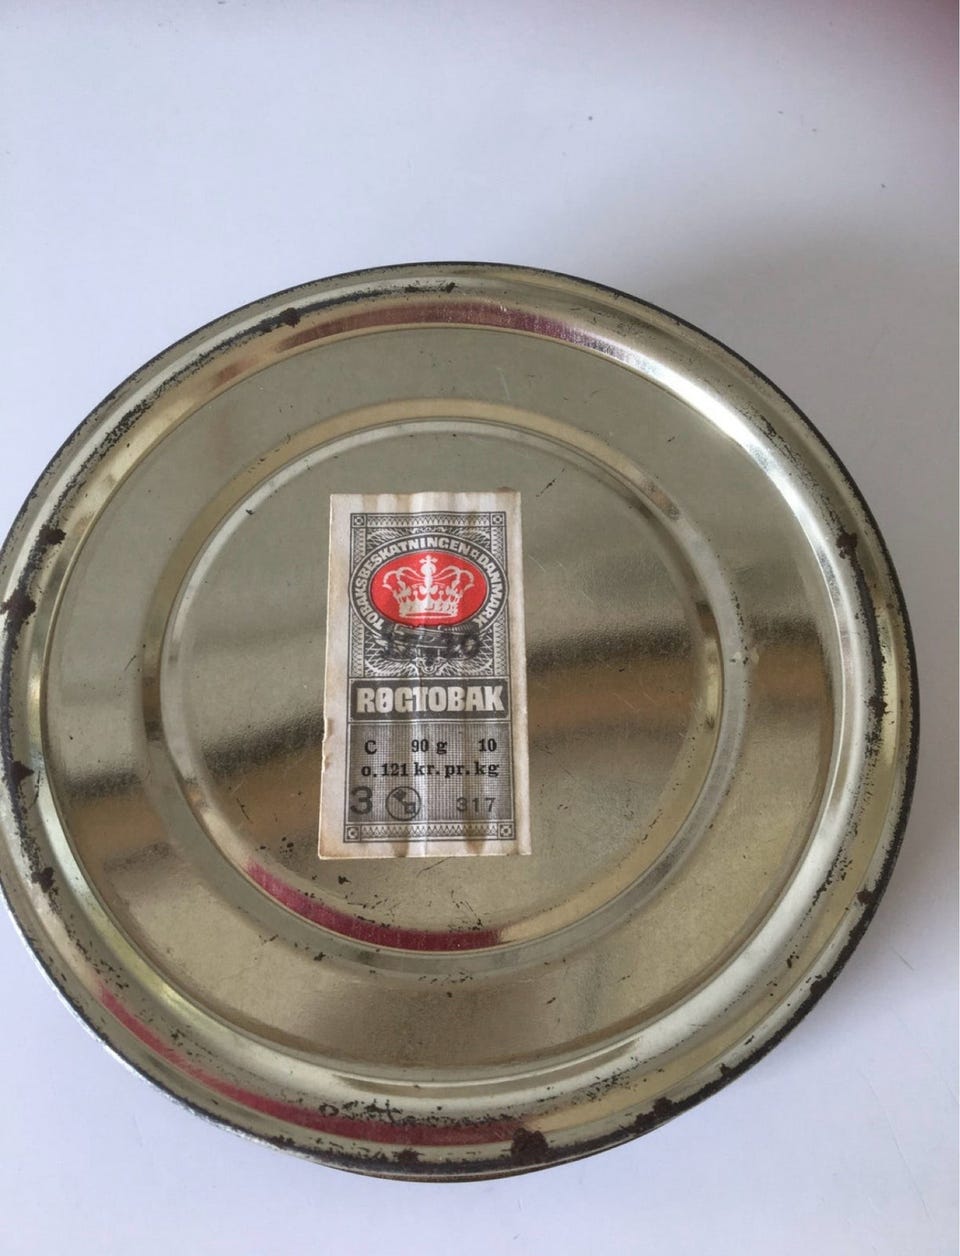 TOBAKSBESKATNINGEN DANMARK
RØGTOBAK
C 90 g 10
o. 121 kr. pr. kg
3 317